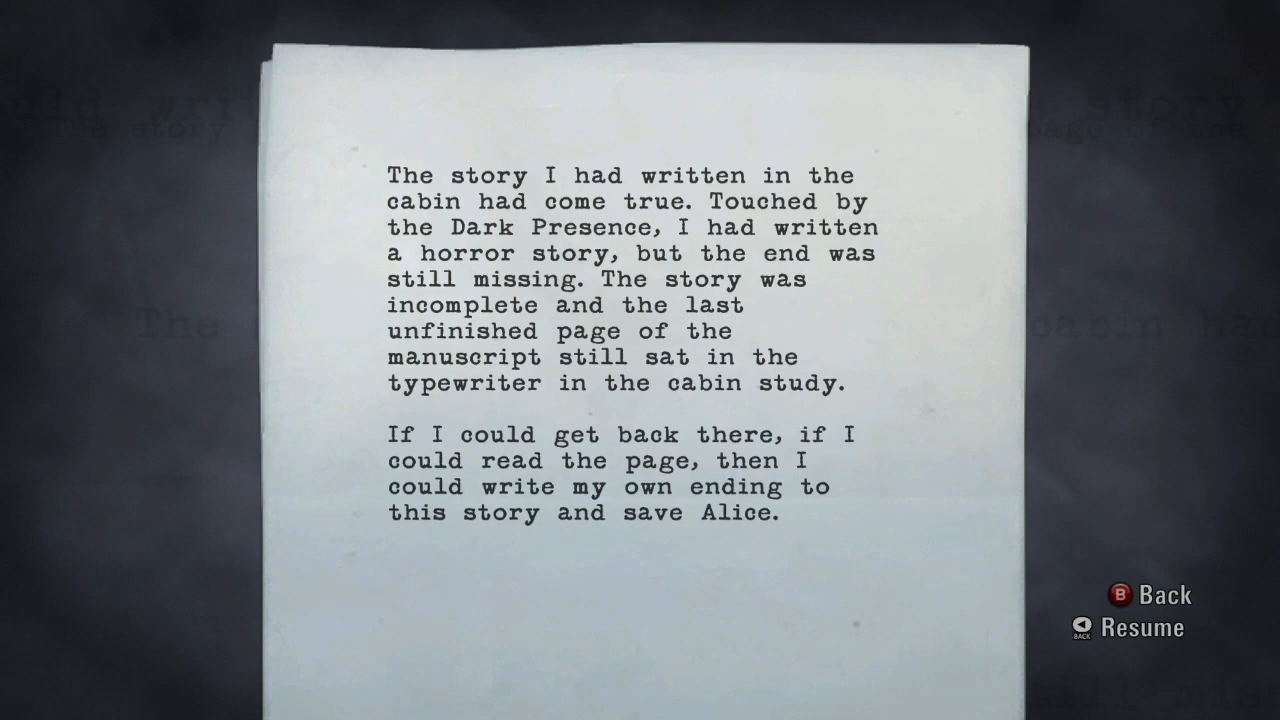 The story I had written in the
cabin had come true. Touched by
the Dark Presence, I had written
a horror story, but the end was
still missing. The story was
incomplete and the last
unfinished page of the
manuscript still sat in the
typewriter in the cabin study.
If I could get back there, if I
could read the page, then I
could write my own ending to
this story and save Alice.
B Back
BACK Resume